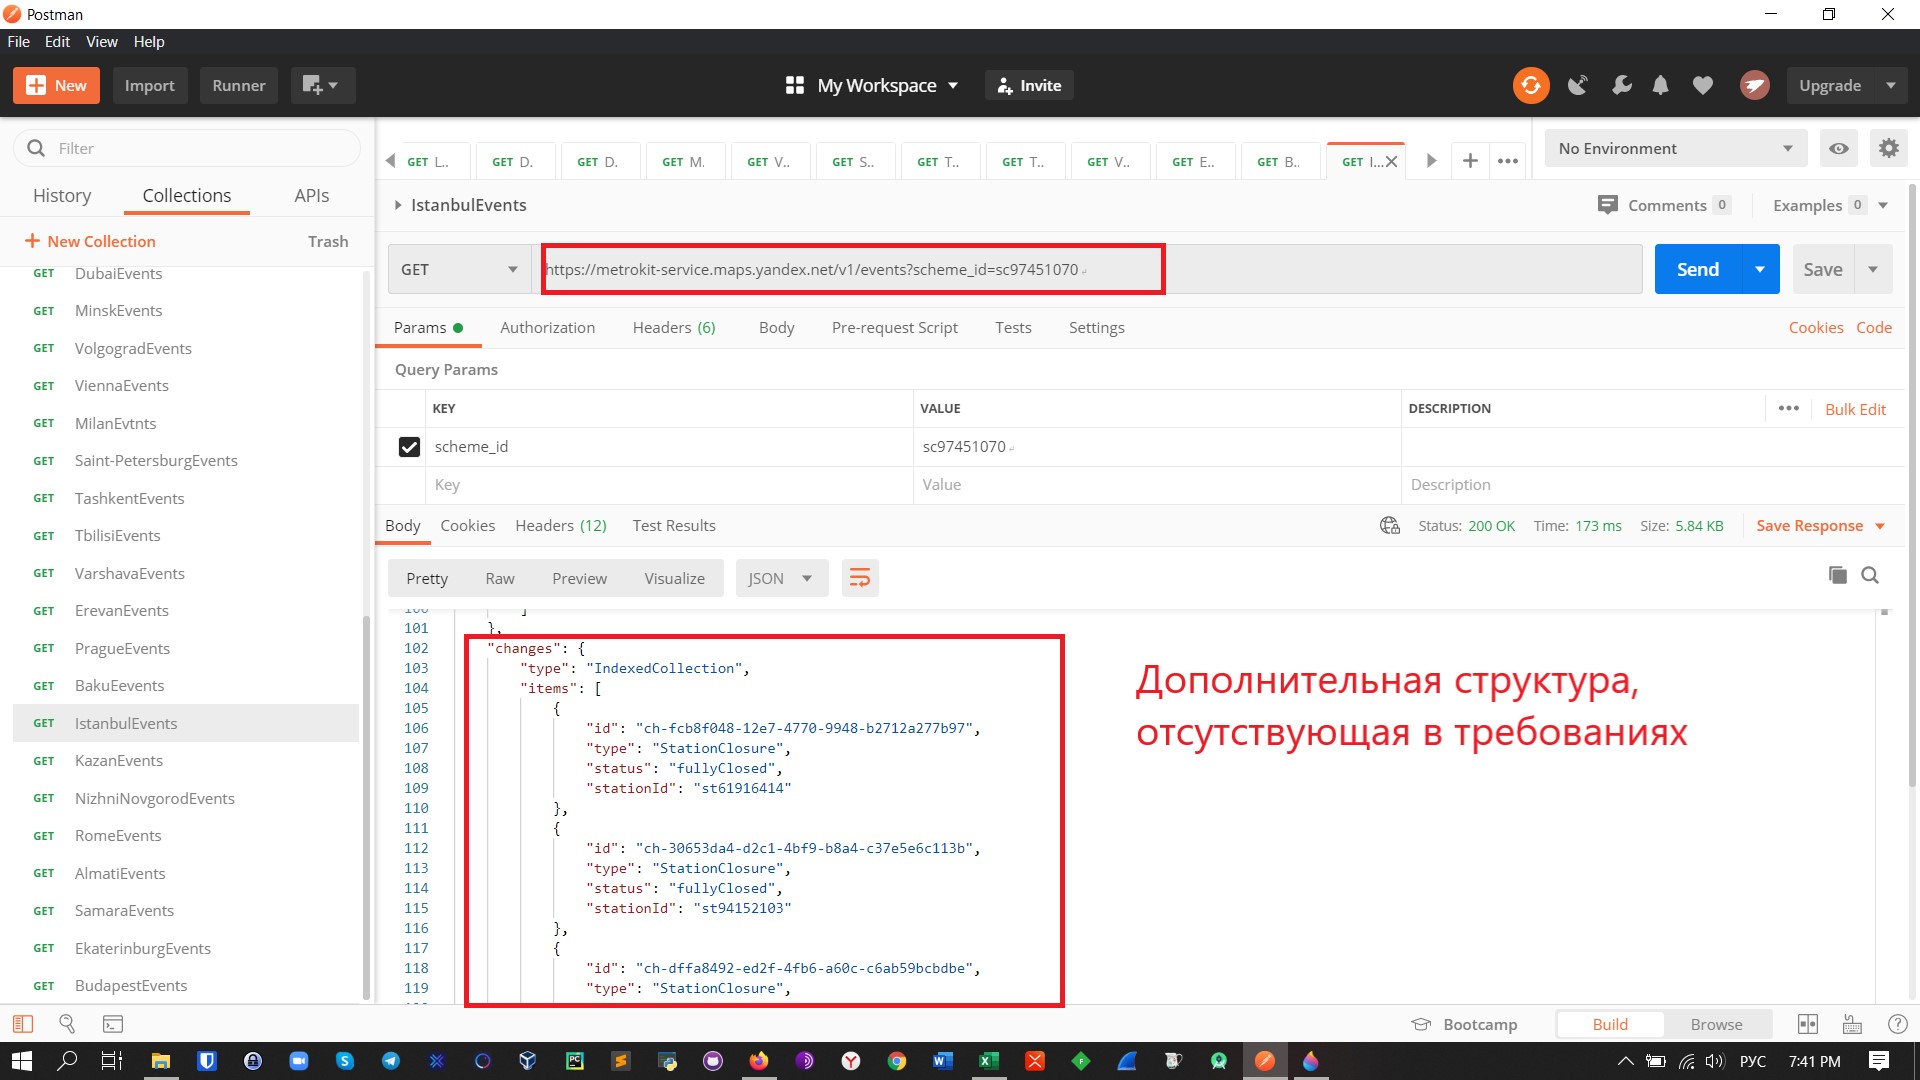 Postman
File Edit View Help
New Import Runner My Workspace Invite Upgrade
Filter
GET L.. GET D. GET D. GET M. GET V.. GET S.. GET T.. GET T.. GET V.. GET E.. GET B.. GET I...
No Environment
History Collections APIs
IstanbulEvents
Comments 0 Examples 0
New Collection Trash
GET https://metrokit-service.maps.yandex.net/v1/events?scheme_id=sc97451070
Send Save
Params Authorization Headers (6) Body Pre-request Script Tests Settings Cookies Code
Query Params
KEY VALUE DESCRIPTION Bulk Edit
scheme_id sc97451070
Key Value Description
Body Cookies Headers (12) Test Results Status: 200 OK Time: 173 ms Size: 5.84 KB Save Response
Pretty Raw Preview Visualize JSON
GET DubaiEvents
GET MinskEvents
GET VolgogradEvents
GET ViennaEvents
GET MilanEvtnts
GET Saint-PetersburgEvents
GET TashkentEvents
GET TbilisiEvents
GET VarshavaEvents
GET ErevanEvents
GET PragueEvents
GET BakuEevents
GET IstanbulEvents
GET KazanEvents
GET NizhniNovgorodEvents
GET RomeEvents
GET AlmatiEvents
GET SamaraEvents
GET EkaterinburgEvents
GET BudapestEvents
100 ]
101 },
102 "changes": {
103 "type": "IndexedCollection",
104 "items": [
105 {
106 "id": "ch-fcb8f048-12e7-4770-9948-b2712a277b97",
107 "type": "StationClosure",
108 "status": "fullyClosed",
109 "stationId": "st61916414"
110 },
111 {
112 "id": "ch-30653da4-d2c1-4bf9-b8a4-c37e5e6c113b",
113 "type": "StationClosure",
114 "status": "fullyClosed",
115 "stationId": "st94152103"
116 },
117 {
118 "id": "ch-dffa8492-ed2f-4fb6-a60c-c6ab59bcbdbe",
119 "type": "StationClosure",
Дополнительная структура,
отсутствующая в требованиях
Bootcamp Build Browse
РУС 7:41 PM